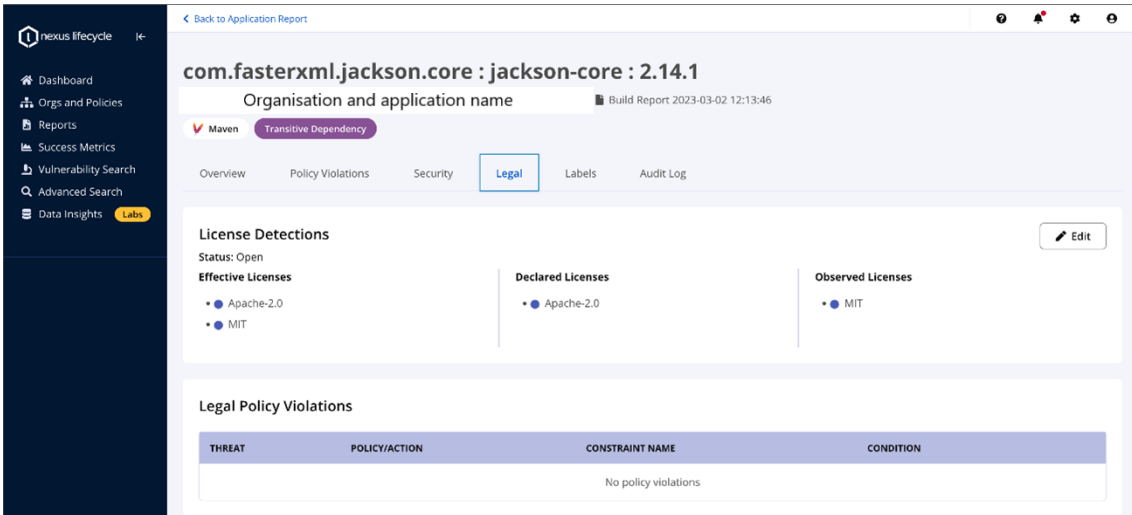 Back to Application Report
nexus lifecycle
Dashboard
Orgs and Policies
Reports
Success Metrics
Vulnerability Search
Advanced Search
Data Insights Labs
com.fasterxml.jackson.core : jackson-core : 2.14.1
Organisation and application name Build Report 2023-03-02 12:13:46
Maven Transitive Dependency
Overview Policy Violations Security Legal Labels Audit Log
License Detections Edit
Status: Open
Effective Licenses Declared Licenses Observed Licenses
• Apache-2.0 • Apache-2.0 • MIT
• MIT
Legal Policy Violations
THREAT POLICY/ACTION CONSTRAINT NAME CONDITION
No policy violations